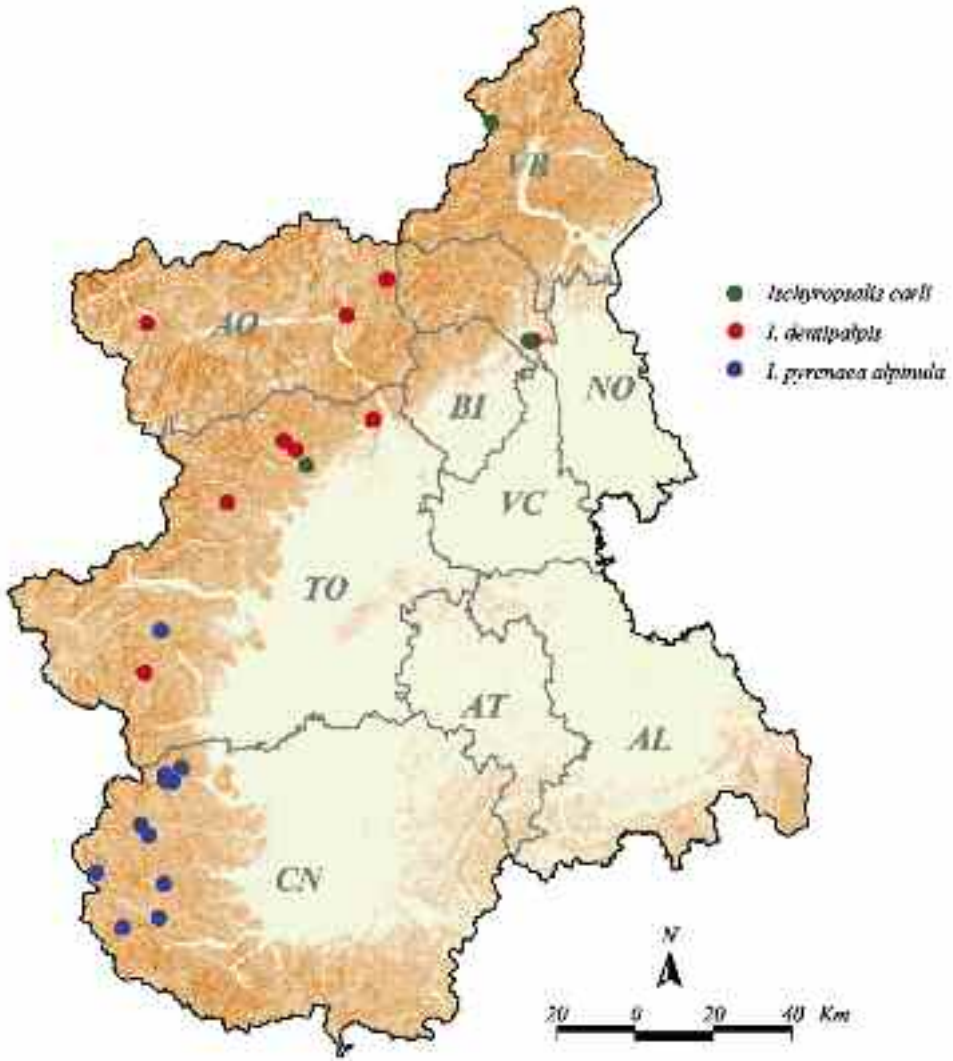 VB
AO
BI
NO
VC
TO
AT
AL
CN
Ischyropsalis carli
I. dentipalpis
I. pyrenaea alpinula
N
20 0 20 40 Km